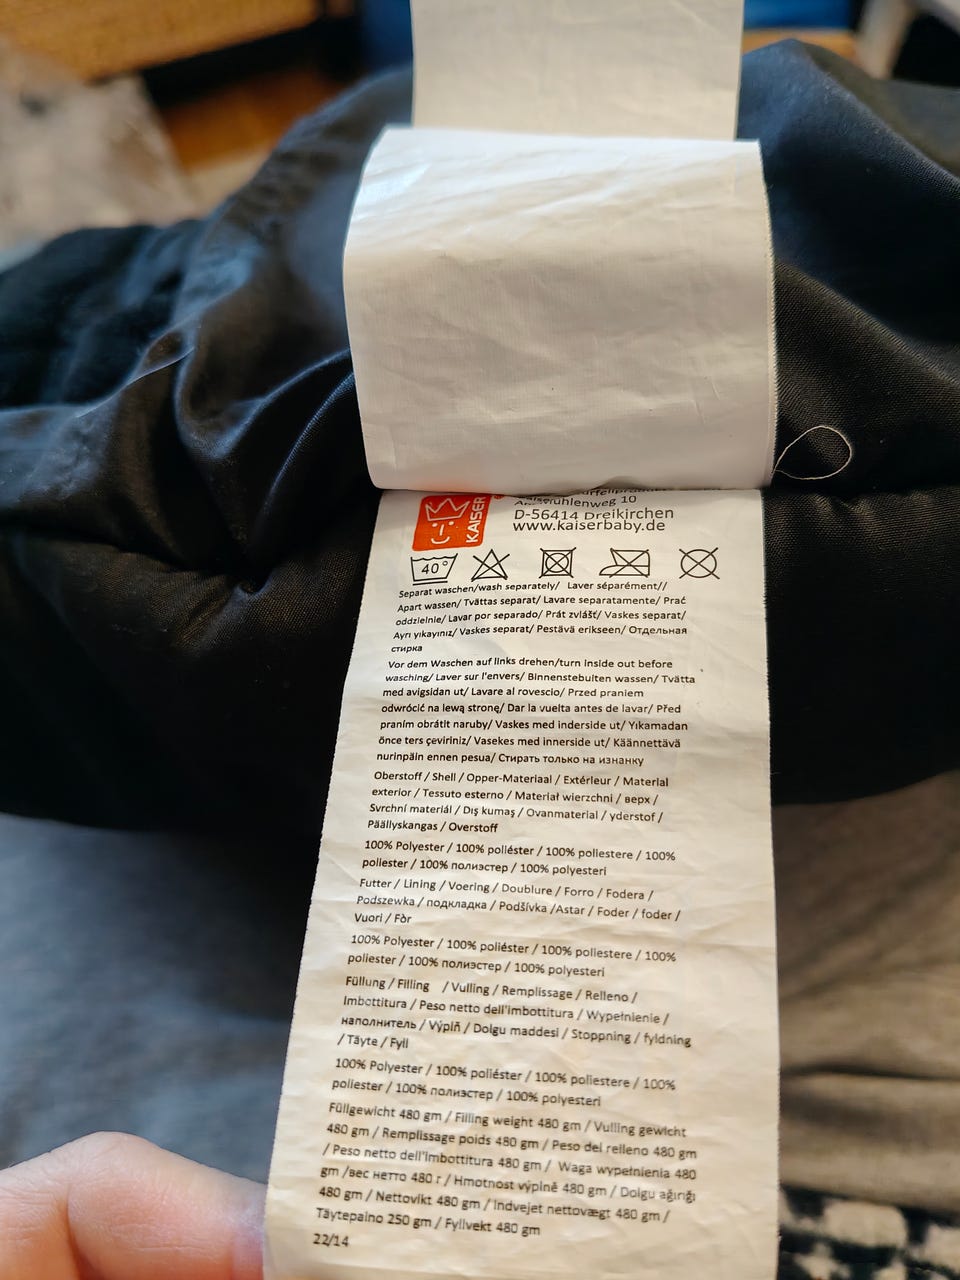 KAISER
10
D-56414 Dreikirchen
www.kaiserbaby.de
40°
Separat waschen/wash separately/ Laver séparément//
Apart wassen/ Tvättas separat/ Lavare separatamente/ Prać
oddzielnie/ Lavar por separado/ Prát zvlášť/ Vaskes separat/
Ayrı yıkayınız/ Vaskes separat/ Pestävä erikseen/ Отдельная
стирка
Vor dem Waschen auf links drehen/turn inside out before
wasching/ Laver sur l'envers/ Binnenstebuiten wassen/ Tvätta
med avigsidan ut/ Lavare al rovescio/ Przed praniem
odwrócić na lewą stronę/ Dar la vuelta antes de lavar/ Před
praním obrátit naruby/ Vaskes med inderside ut/ Yıkamadan
önce ters çeviriniz/ Vasekes med innerside ut/ Käännettävä
nurinpäin ennen pesua/ Стирать только на изнанку
Oberstoff / Shell / Opper-Materiaal / Extérieur / Material
exterior / Tessuto esterno / Materiał wierzchni / верх /
Svrchní materiál / Dış kumaş / Ovanmaterial / yderstof /
Päällyskangas / Overstoff
100% Polyester / 100% poliéster / 100% poliestere / 100%
poliester / 100% полиэстер / 100% polyesteri
Futter / Lining / Voering / Doublure / Forro / Fodera /
Podszewka / подкладка / Podšívka /Astar / Foder / foder /
Vuori / Fòr
100% Polyester / 100% poliéster / 100% poliestere / 100%
poliester / 100% полиэстер / 100% polyesteri
Füllung / Filling / Vulling / Remplissage / Relleno /
Imbottitura / Peso netto dell'imbottitura / Wypełnienie /
наполнитель / Výplň / Dolgu maddesi / Stoppning / fyldning
/ Täyte / Fyll
100% Polyester / 100% poliéster / 100% poliestere / 100%
poliester / 100% полиэстер / 100% polyesteri
Füllgewicht 480 gm / Filling weight 480 gm / Vulling gewicht
480 gm / Remplissage poids 480 gm / Peso del relleno 480 gm
/ Peso netto dell'imbottitura 480 gm / Waga wypełnienia 480
gm /вес нетто 480 г / Hmotnost výplně 480 gm / Dolgu ağırığı
480 gm / Nettovikt 480 gm / Indvejet nettovægt 480 gm /
Täytepaino 250 gm / Fyllvekt 480 gm
22/14